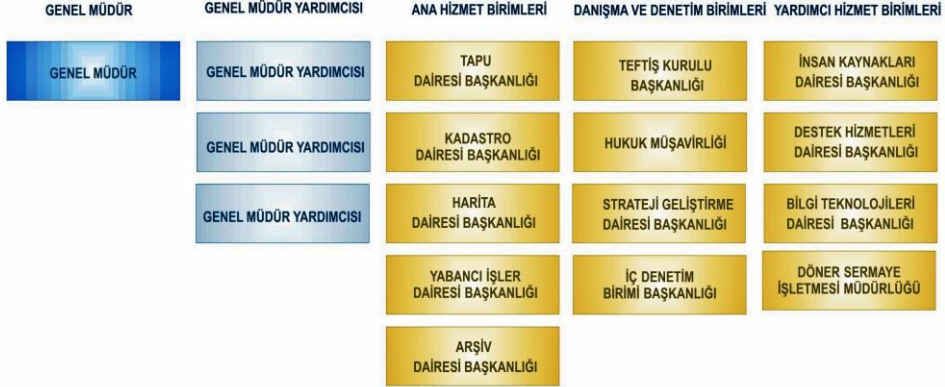 GENEL MÜDÜR
GENEL MÜDÜR YARDIMCISI
ANA HİZMET BİRİMLERİ
DANIŞMA VE DENETİM BİRİMLERİ
YARDIMCI HİZMET BİRİMLERİ
GENEL MÜDÜR
GENEL MÜDÜR YARDIMCISI
GENEL MÜDÜR YARDIMCISI
GENEL MÜDÜR YARDIMCISI
TAPU
DAİRESİ BAŞKANLIĞI
KADASTRO
DAİRESİ BAŞKANLIĞI
HARİTA
DAİRESİ BAŞKANLIĞI
YABANCI İŞLER
DAİRESİ BAŞKANLIĞI
ARŞİV
DAİRESİ BAŞKANLIĞI
TEFTİŞ KURULU
BAŞKANLIĞI
HUKUK MÜŞAVİRLİĞİ
STRATEJİ GELİŞTİRME
DAİRESİ BAŞKANLIĞI
İÇ DENETİM
BİRİMİ BAŞKANLIĞI
İNSAN KAYNAKLARI
DAİRESİ BAŞKANLIĞI
DESTEK HİZMETLERİ
DAİRESİ BAŞKANLIĞI
BİLGİ TEKNOLOJİLERİ
DAİRESİ BAŞKANLIĞI
DÖNER SERMAYE
İŞLETMESİ MÜDÜRLÜĞÜ